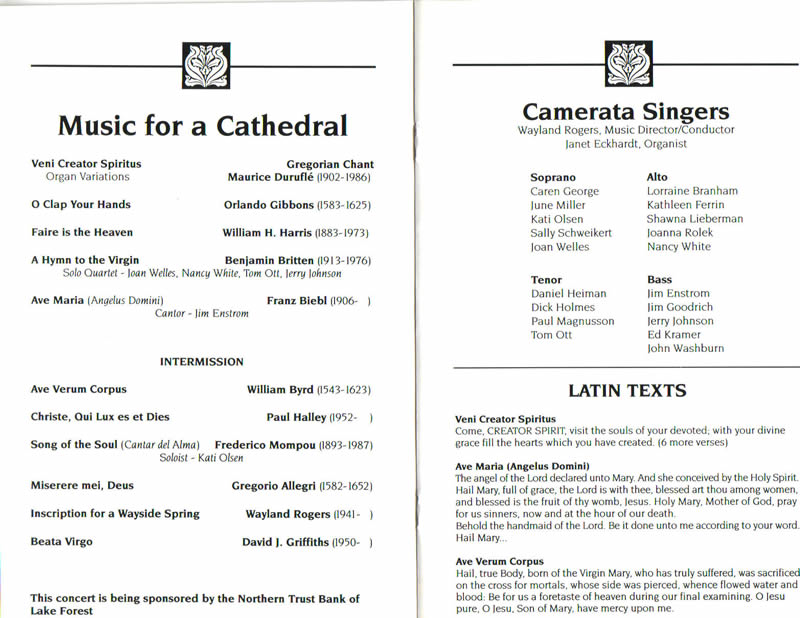 Music for a Cathedral
Veni Creator Spiritus Gregorian Chant
Organ Variations Maurice Duruflé (1902-1986)
O Clap Your Hands Orlando Gibbons (1583-1625)
Faire is the Heaven William H. Harris (1883-1973)
A Hymn to the Virgin Benjamin Britten (1913-1976)
Solo Quartet - Joan Welles, Nancy White, Tom Ott, Jerry Johnson
Ave Maria (Angelus Domini) Franz Biebl (1906- )
Cantor - Jim Enstrom
INTERMISSION
Ave Verum Corpus William Byrd (1543-1623)
Christe, Qui Lux es et Dies Paul Halley (1952- )
Song of the Soul (Cantar del Alma) Frederico Mompou (1893-1987)
Soloist - Kati Olsen
Miserere mei, Deus Gregorio Allegri (1582-1652)
Inscription for a Wayside Spring Wayland Rogers (1941- )
Beata Virgo David J. Griffiths (1950- )
This concert is being sponsored by the Northern Trust Bank of
Lake Forest
Camerata Singers
Wayland Rogers, Music Director/Conductor
Janet Eckhardt, Organist
Soprano
Caren George
June Miller
Kati Olsen
Sally Schweikert
Joan Welles
Alto
Lorraine Branham
Kathleen Ferrin
Shawna Lieberman
Joanna Rolek
Nancy White
Tenor
Daniel Heiman
Dick Holmes
Paul Magnusson
Tom Ott
Bass
Jim Enstrom
Jim Goodrich
Jerry Johnson
Ed Kramer
John Washburn
LATIN TEXTS
Veni Creator Spiritus
Come, CREATOR SPIRIT, visit the souls of your devoted; with your divine
grace fill the hearts which you have created. (6 more verses)
Ave Maria (Angelus Domini)
The angel of the Lord declared unto Mary. And she conceived by the Holy Spirit.
Hail Mary, full of grace, the Lord is with thee, blessed art thou among women,
and blessed is the fruit of thy womb, Jesus. Holy Mary, Mother of God, pray
for us sinners, now and at the hour of our death.
Behold the handmaid of the Lord. Be it done unto me according to your word.
Hail Mary...
Ave Verum Corpus
Hail, true Body, born of the Virgin Mary, who has truly suffered, was sacrificed
on the cross for mortals, whose side was pierced, whence flowed water and
blood: Be for us a foretaste of heaven during our final examining. O Jesu
pure, O Jesu, Son of Mary, have mercy upon me.